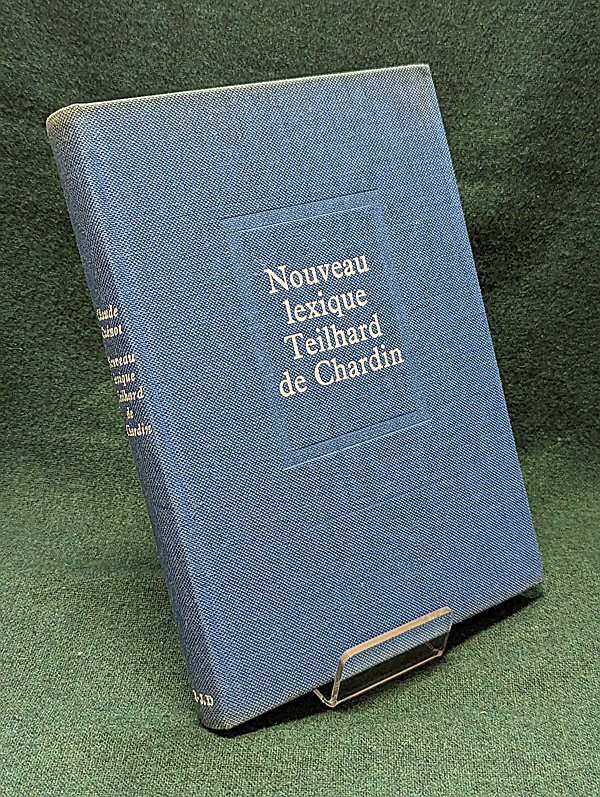 Nouveau
lexique
Teilhard
de Chardin
Claude
Cuénot
Nouveau
lexique
Teilhard
de
Chardin